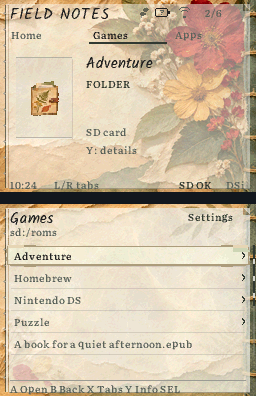 FIELD NOTES 2/6
Home Games Apps
Adventure
FOLDER
SD card
Y: details
10:24 L/R tabs SD OK DSi
Games Settings
sd:/roms
Adventure
Homebrew
Nintendo DS
Puzzle
A book for a quiet afternoon.epub
A Open B Back X Tabs Y Info SEL